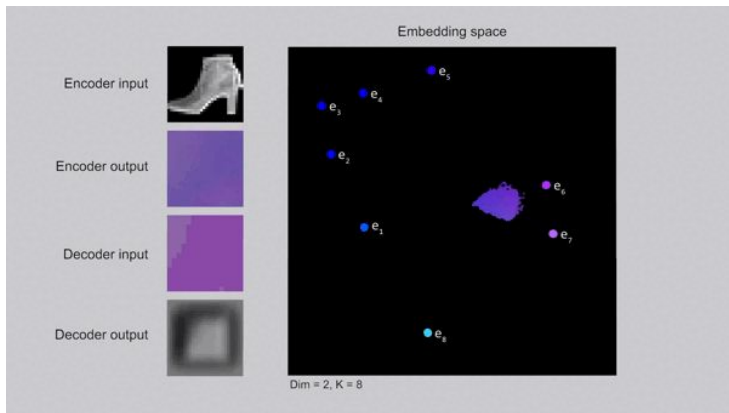 Embedding space
Encoder input
Encoder output
Decoder input
Decoder output
e₅
e₄
e₃
e₂
e₆
e₁
e₇
e₈
Dim = 2, K = 8